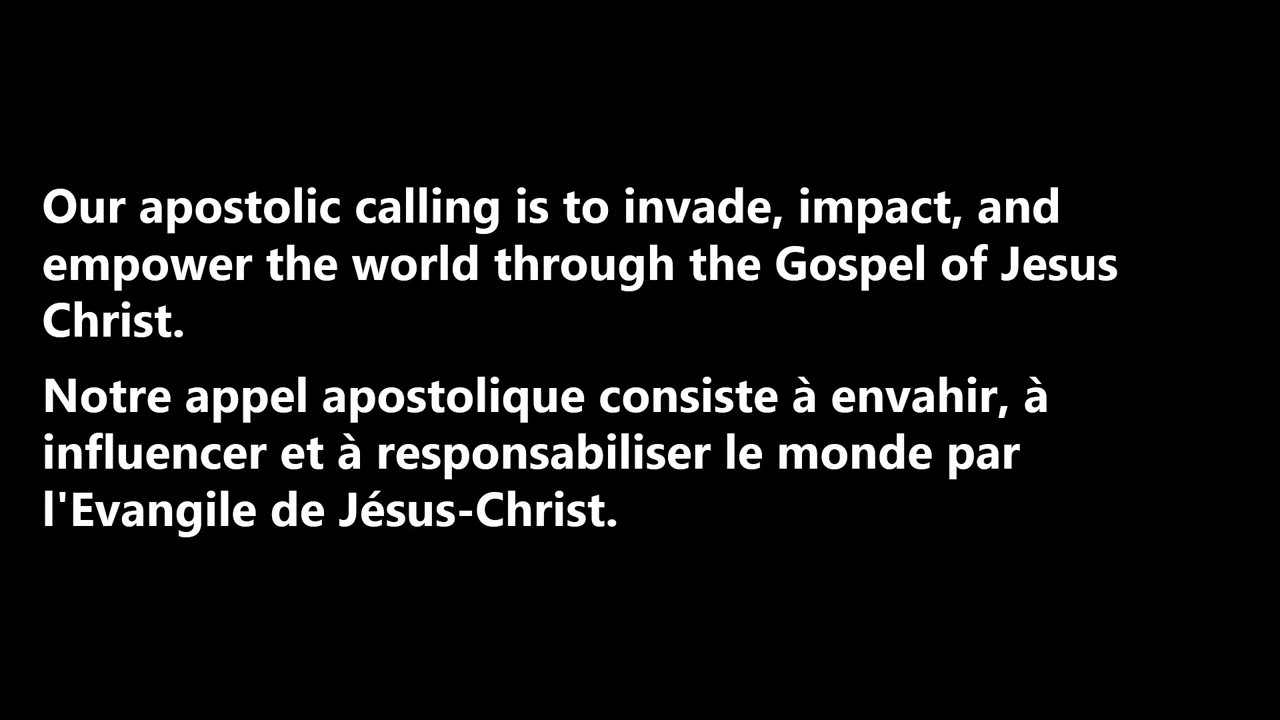 Our apostolic calling is to invade, impact, and
empower the world through the Gospel of Jesus
Christ.
Notre appel apostolique consiste à envahir, à
influencer et à responsabiliser le monde par
l'Evangile de Jésus-Christ.